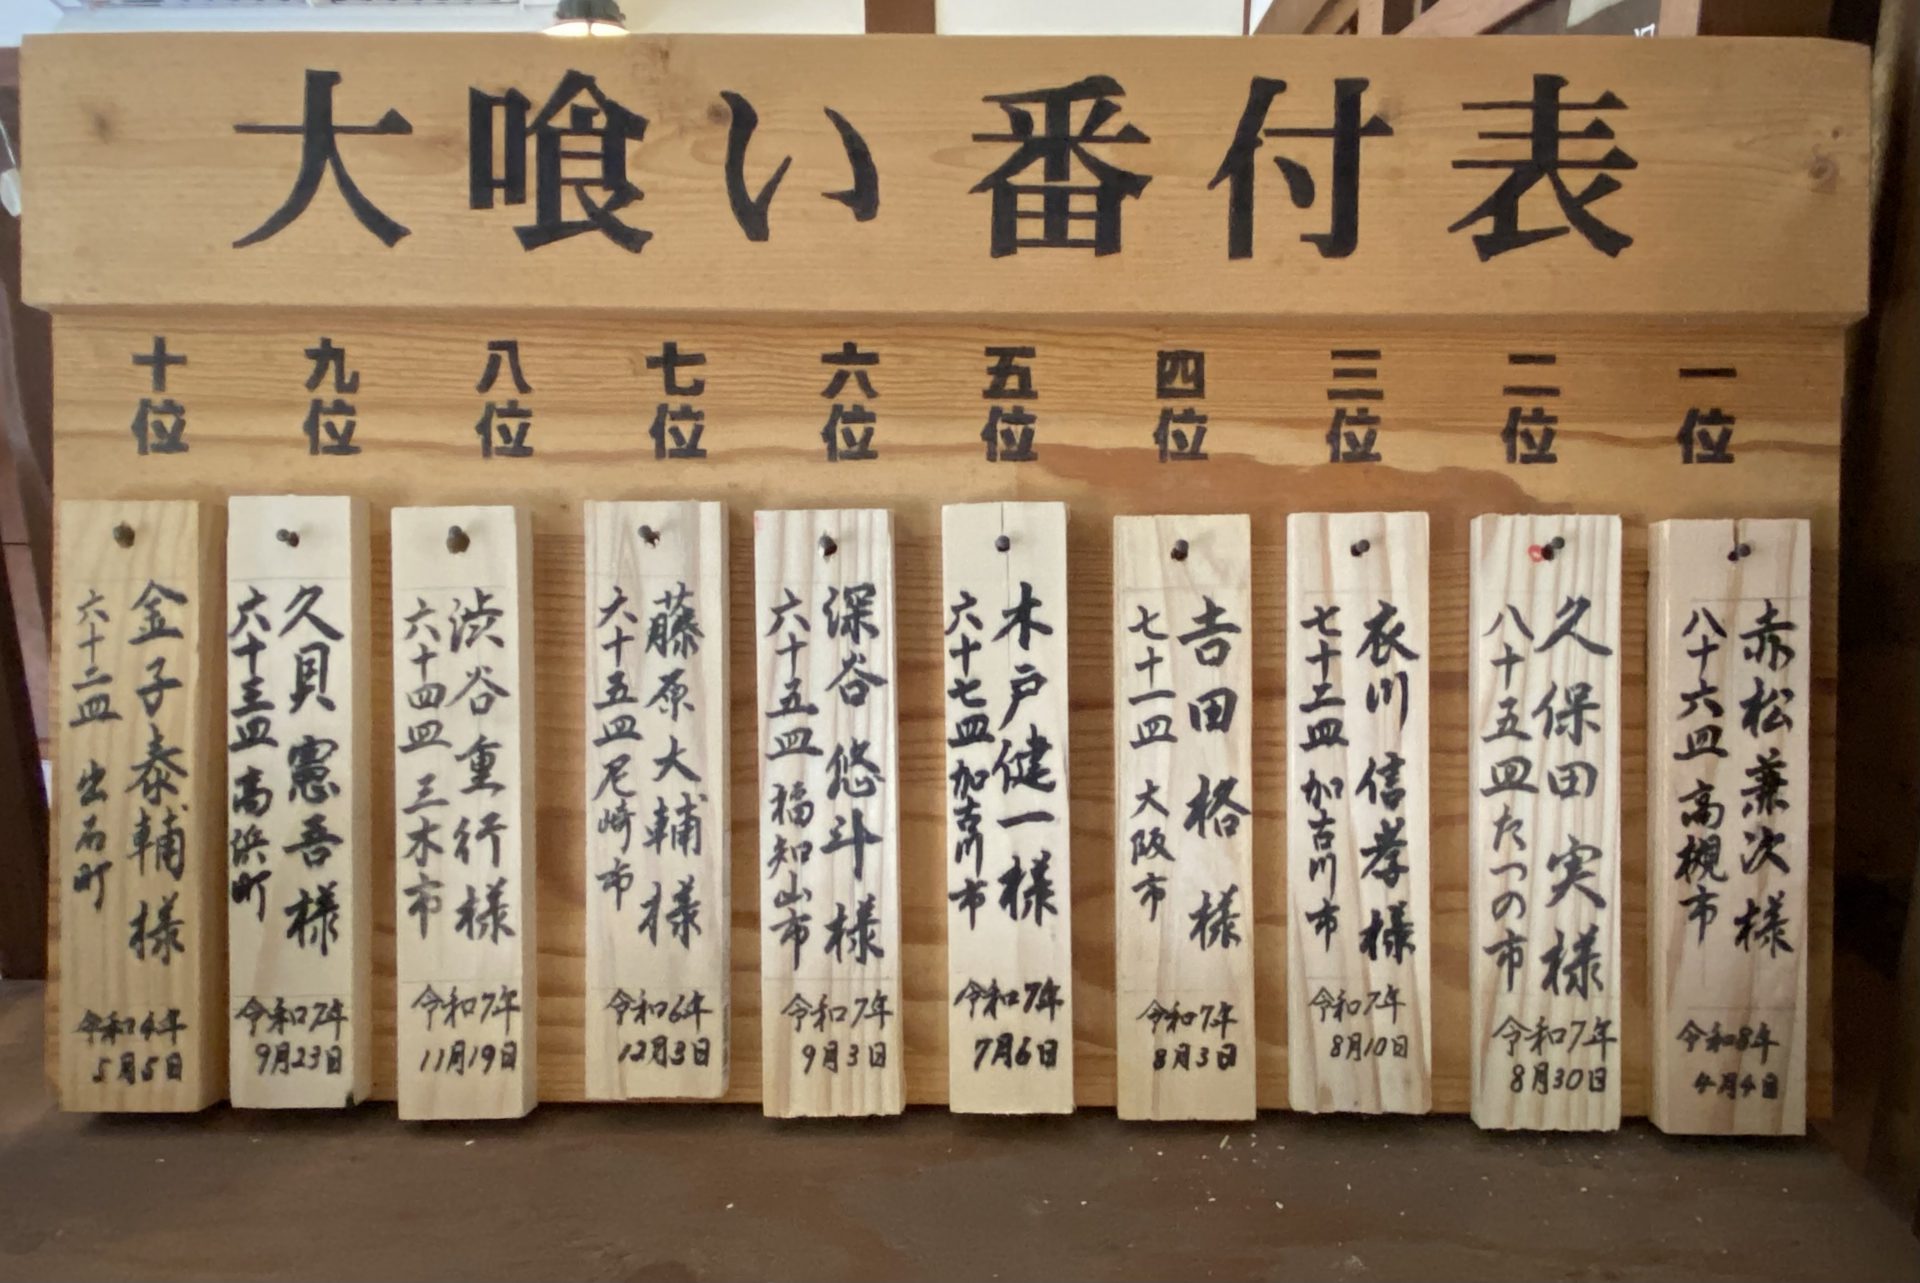 大喰い番付表
一位
赤松兼次様
八十六皿 高槻市
令和8年
4月4日
二位
久保田 実様
八十五皿 たつの市
令和7年
8月30日
三位
衣川信孝様
七十二皿 加古川市
令和7年
8月10日
四位
吉田 格 様
七十一皿 大阪市
令和7年
8月3日
五位
木戸健一様
六十七皿 加古川市
令和7年
7月6日
六位
深谷悠斗様
六十五皿 福知山市
令和7年
9月3日
七位
藤原大輔様
六十五皿 尼崎市
令和6年
12月3日
八位
渋谷重行様
六十四皿 三木市
令和7年
11月19日
九位
久貝憲吾様
六十三皿 高浜町
令和7年
9月23日
十位
金子泰輔様
六十二皿 出石町
令和4年
5月5日